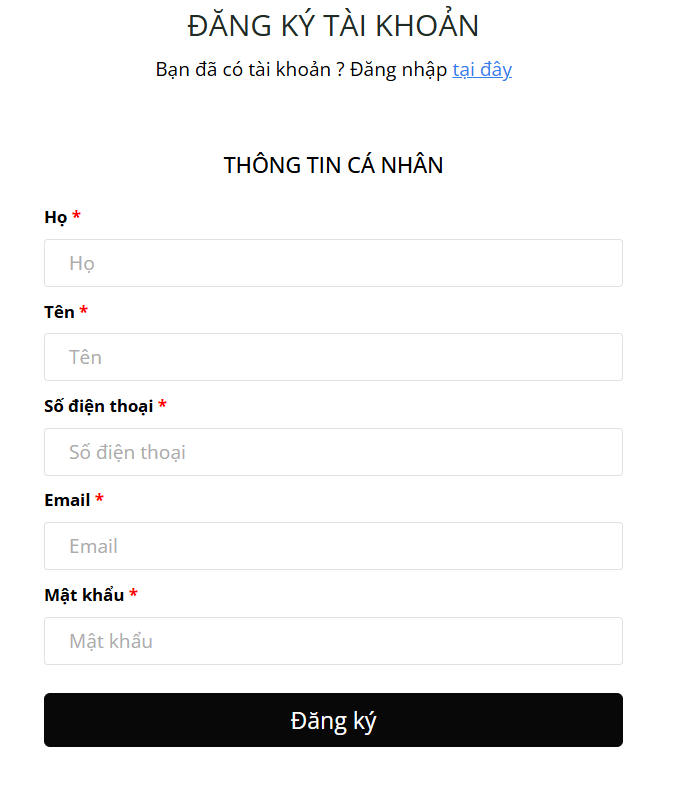 ĐĂNG KÝ TÀI KHOẢN
Bạn đã có tài khoản ? Đăng nhập tại đây
THÔNG TIN CÁ NHÂN
Họ *
Họ
Tên *
Tên
Số điện thoại *
Số điện thoại
Email *
Email
Mật khẩu *
Mật khẩu
Đăng ký